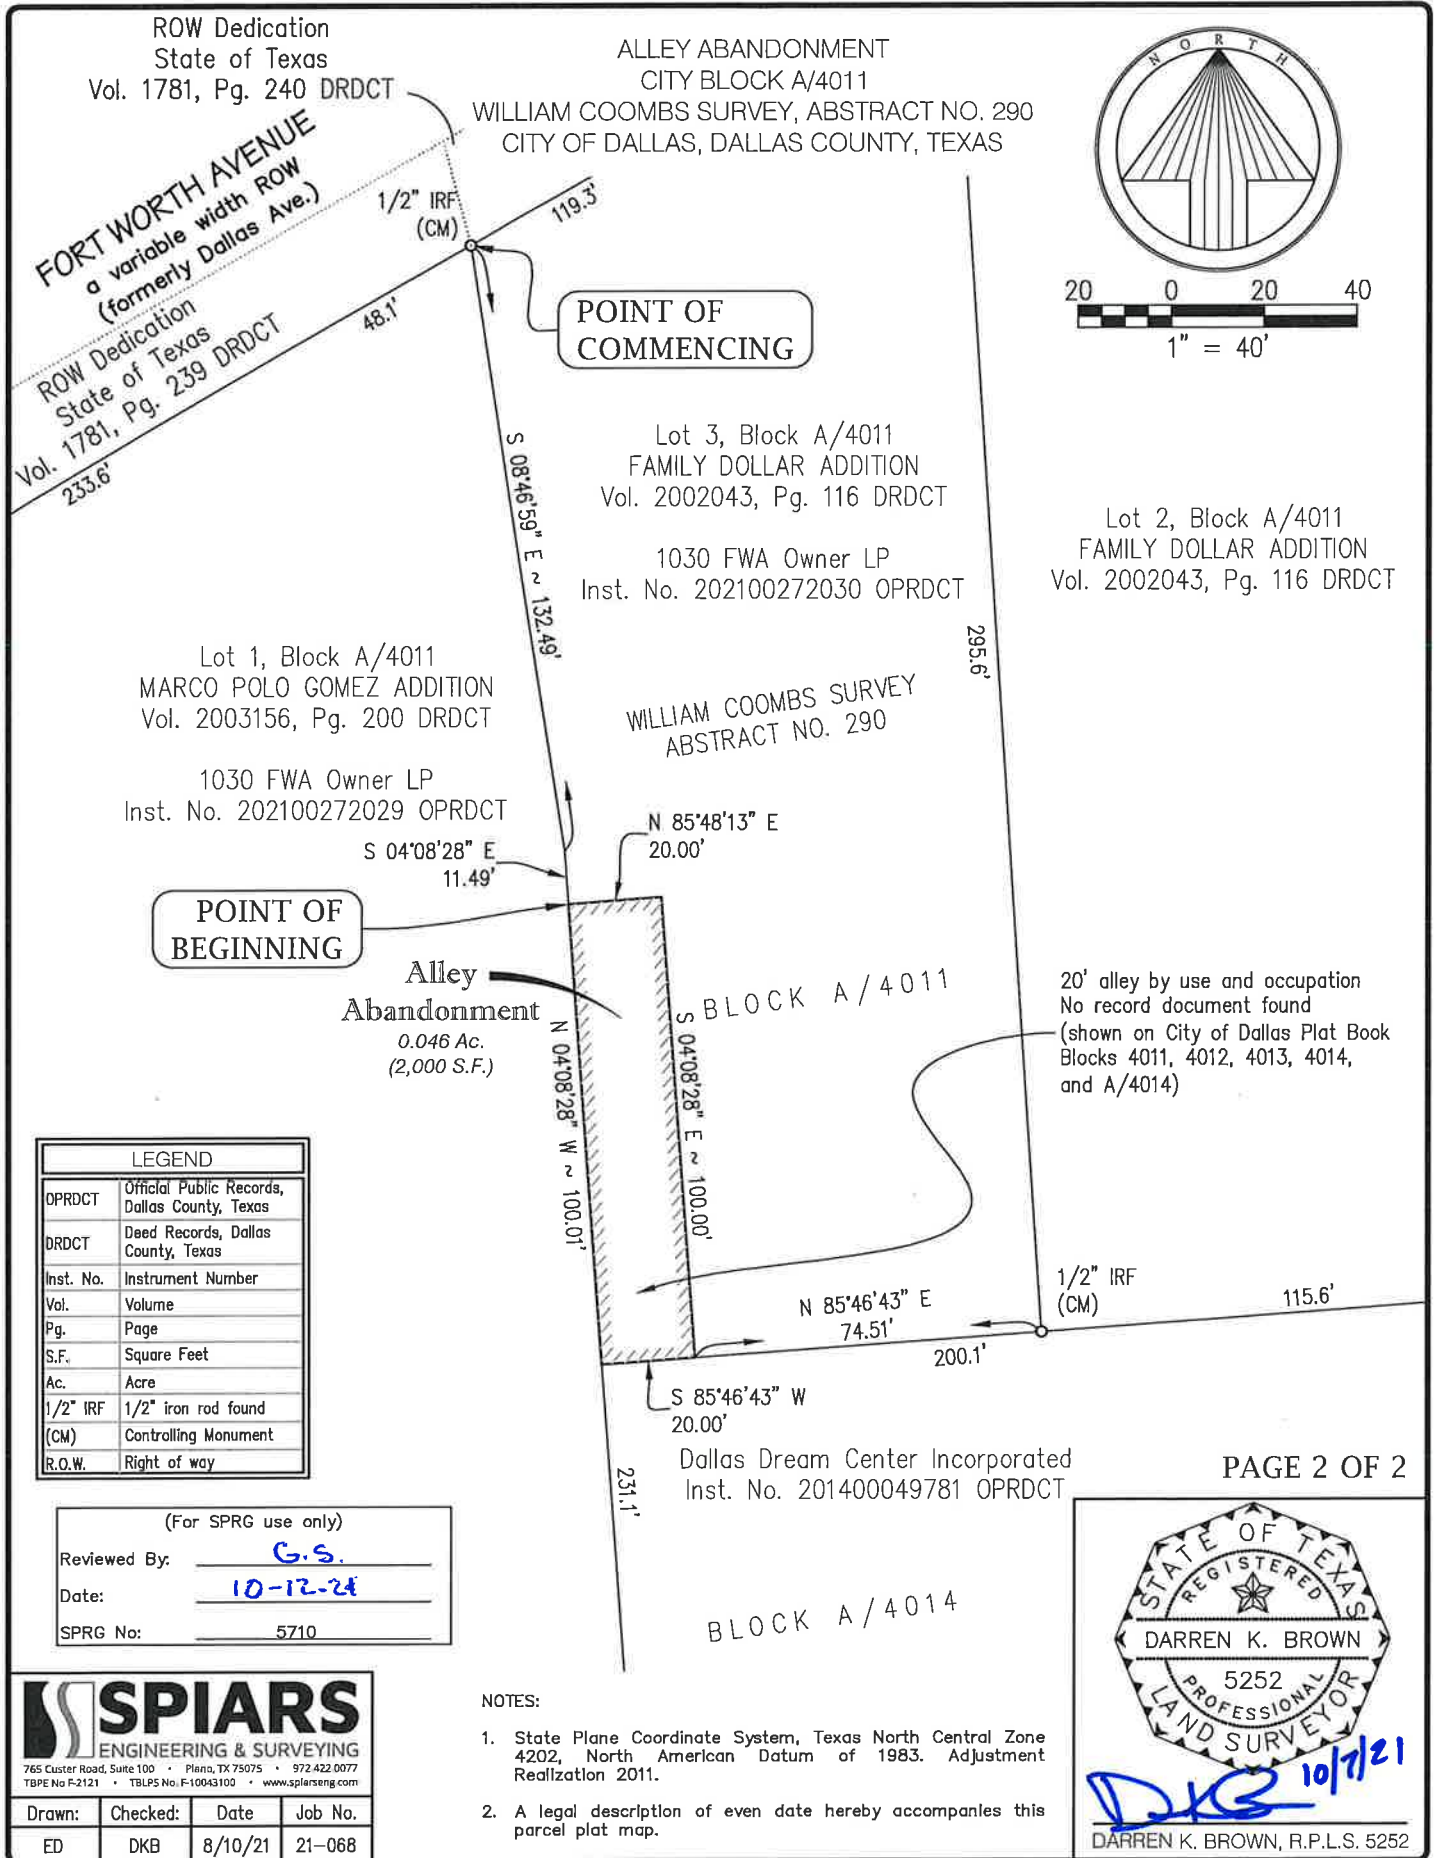 ROW Dedication
State of Texas
Vol. 1781, Pg. 240 DRDCT
ALLEY ABANDONMENT
CITY BLOCK A/4011
WILLIAM COOMBS SURVEY, ABSTRACT NO. 290
CITY OF DALLAS, DALLAS COUNTY, TEXAS
NORTH
20 0 20 40
1" = 40'
FORT WORTH AVENUE
a variable width ROW
(formerly Dallas Ave.)
ROW Dedication
State of Texas
Vol. 1781, Pg. 239 DRDCT
233.6'
48.1'
1/2" IRF
(CM)
119.3'
POINT OF
COMMENCING
S 08°46'59" E ~ 132.49'
Lot 3, Block A/4011
FAMILY DOLLAR ADDITION
Vol. 2002043, Pg. 116 DRDCT
1030 FWA Owner LP
Inst. No. 202100272030 OPRDCT
Lot 2, Block A/4011
FAMILY DOLLAR ADDITION
Vol. 2002043, Pg. 116 DRDCT
295.6'
Lot 1, Block A/4011
MARCO POLO GOMEZ ADDITION
Vol. 2003156, Pg. 200 DRDCT
1030 FWA Owner LP
Inst. No. 202100272029 OPRDCT
WILLIAM COOMBS SURVEY
ABSTRACT NO. 290
S 04°08'28" E
11.49'
N 85°48'13" E
20.00'
POINT OF
BEGINNING
Alley
Abandonment
0.046 Ac.
(2,000 S.F.)
BLOCK A/4011
N 04°08'28" W ~ 100.01'
S 04°08'28" E ~ 100.00'
20' alley by use and occupation
No record document found
(shown on City of Dallas Plat Book
Blocks 4011, 4012, 4013, 4014,
and A/4014)
LEGEND
OPRDCT Official Public Records, Dallas County, Texas
DRDCT Deed Records, Dallas County, Texas
Inst. No. Instrument Number
Vol. Volume
Pg. Page
S.F. Square Feet
Ac. Acre
1/2" IRF 1/2" iron rod found
(CM) Controlling Monument
R.O.W. Right of way
1/2" IRF
(CM)
115.6'
N 85°46'43" E
74.51'
200.1'
S 85°46'43" W
20.00'
231.1'
Dallas Dream Center Incorporated
Inst. No. 201400049781 OPRDCT
PAGE 2 OF 2
BLOCK A/4014
(For SPRG use only)
Reviewed By: G.S.
Date: 10-12-21
SPRG No: 5710
SPIARS
ENGINEERING & SURVEYING
765 Custer Road, Suite 100 • Plano, TX 75075 • 972.422.0077
TBPE No F-2121 • TBLPS No. F-10043100 • www.spiarseng.com
Drawn: Checked: Date Job No.
ED DKB 8/10/21 21-068
NOTES:
1. State Plane Coordinate System, Texas North Central Zone
4202, North American Datum of 1983. Adjustment
Realization 2011.
2. A legal description of even date hereby accompanies this
parcel plat map.
STATE OF TEXAS
REGISTERED
DARREN K. BROWN
5252
PROFESSIONAL
LAND SURVEYOR
DKB 10/7/21
DARREN K. BROWN, R.P.L.S. 5252